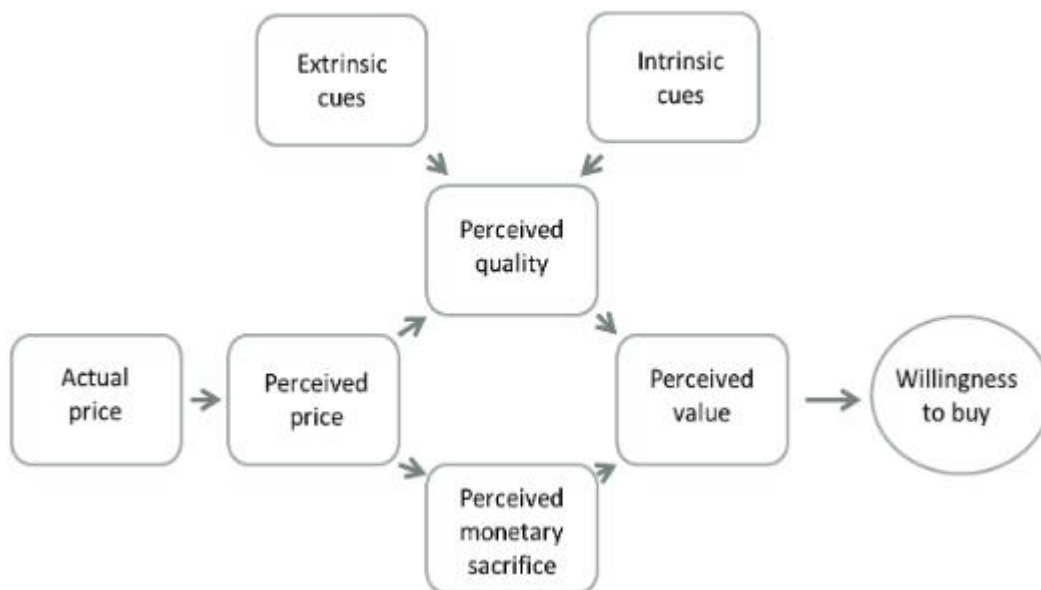 Extrinsic
cues
Intrinsic
cues
Perceived
quality
Actual
price
Perceived
price
Perceived
value
Willingness
to buy
Perceived
monetary
sacrifice